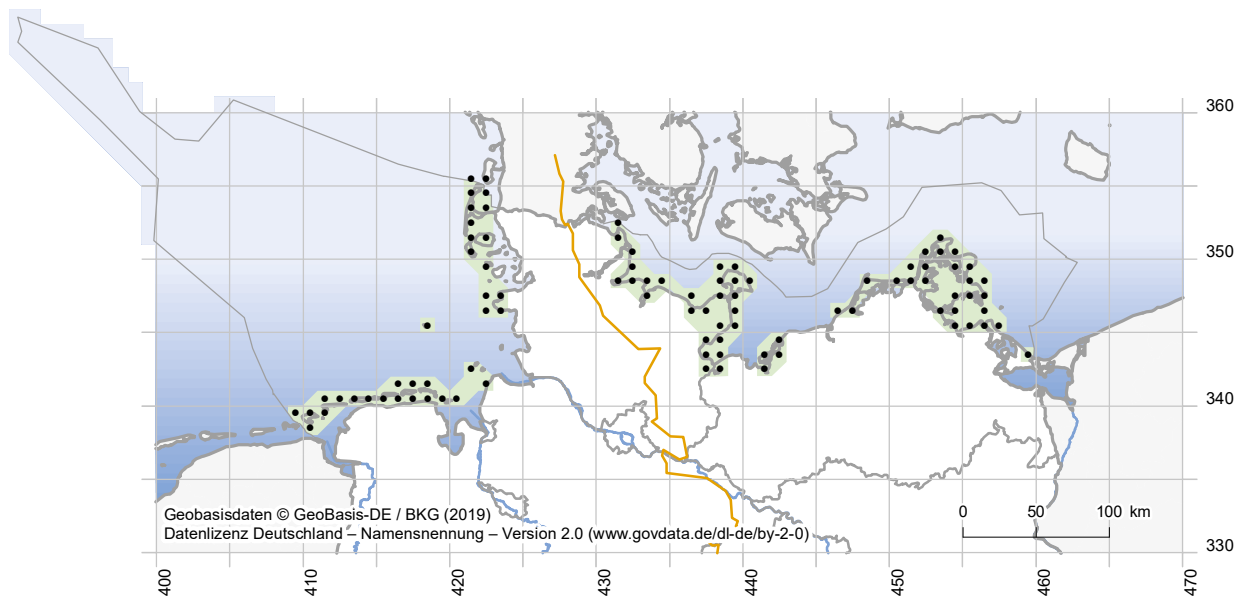 360
350
340
330
Geobasisdaten © GeoBasis-DE / BKG (2019)
Datenlizenz Deutschland – Namensnennung – Version 2.0 (www.govdata.de/dl-de/by-2-0)
0 50 100 km
400 410 420 430 440 450 460 470